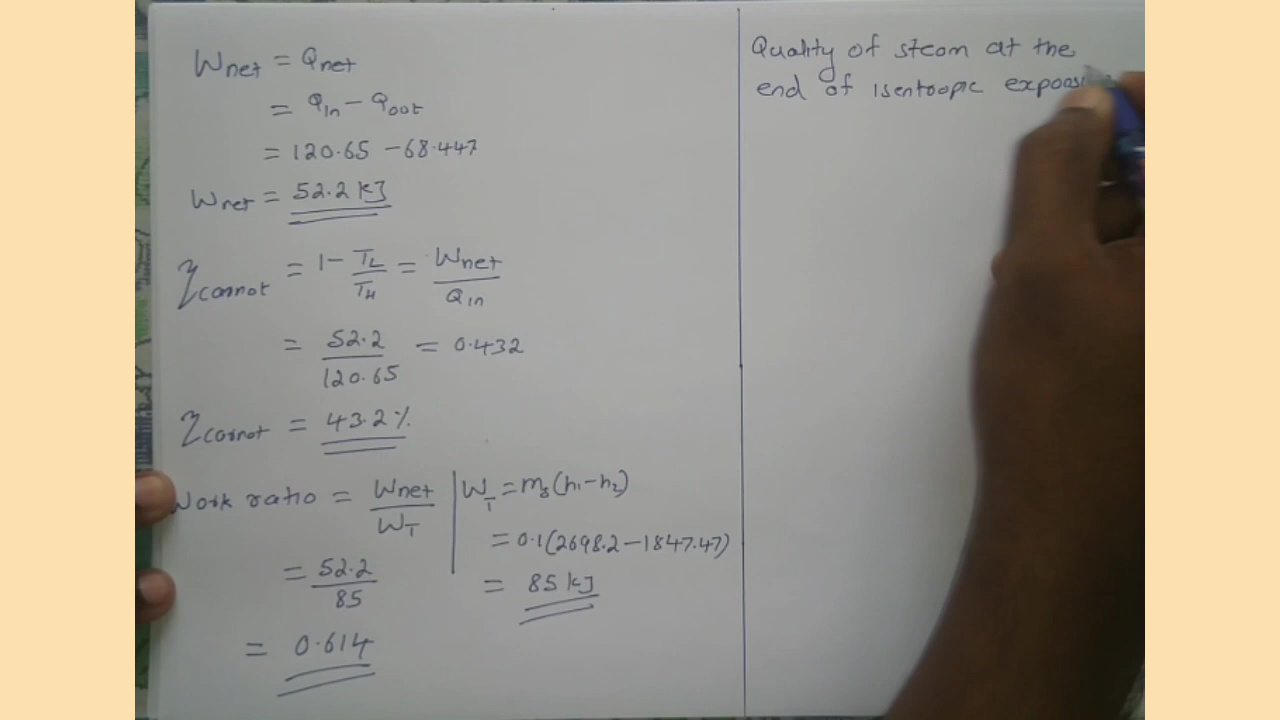 Wnet = Qnet
= Qin - Qout
= 120.65 - 68.447
Wnet = 52.2 kJ
ηcarnot = 1 - TL/TH = Wnet/Qin
= 52.2/120.65 = 0.432
ηcarnot = 43.2%
Work ratio = Wnet/WT
= 52.2/85
= 0.614
WT = ms(h1 - h2)
= 0.1(2698.2 - 1847.47)
= 85 kJ
Quality of steam at the
end of isentropic